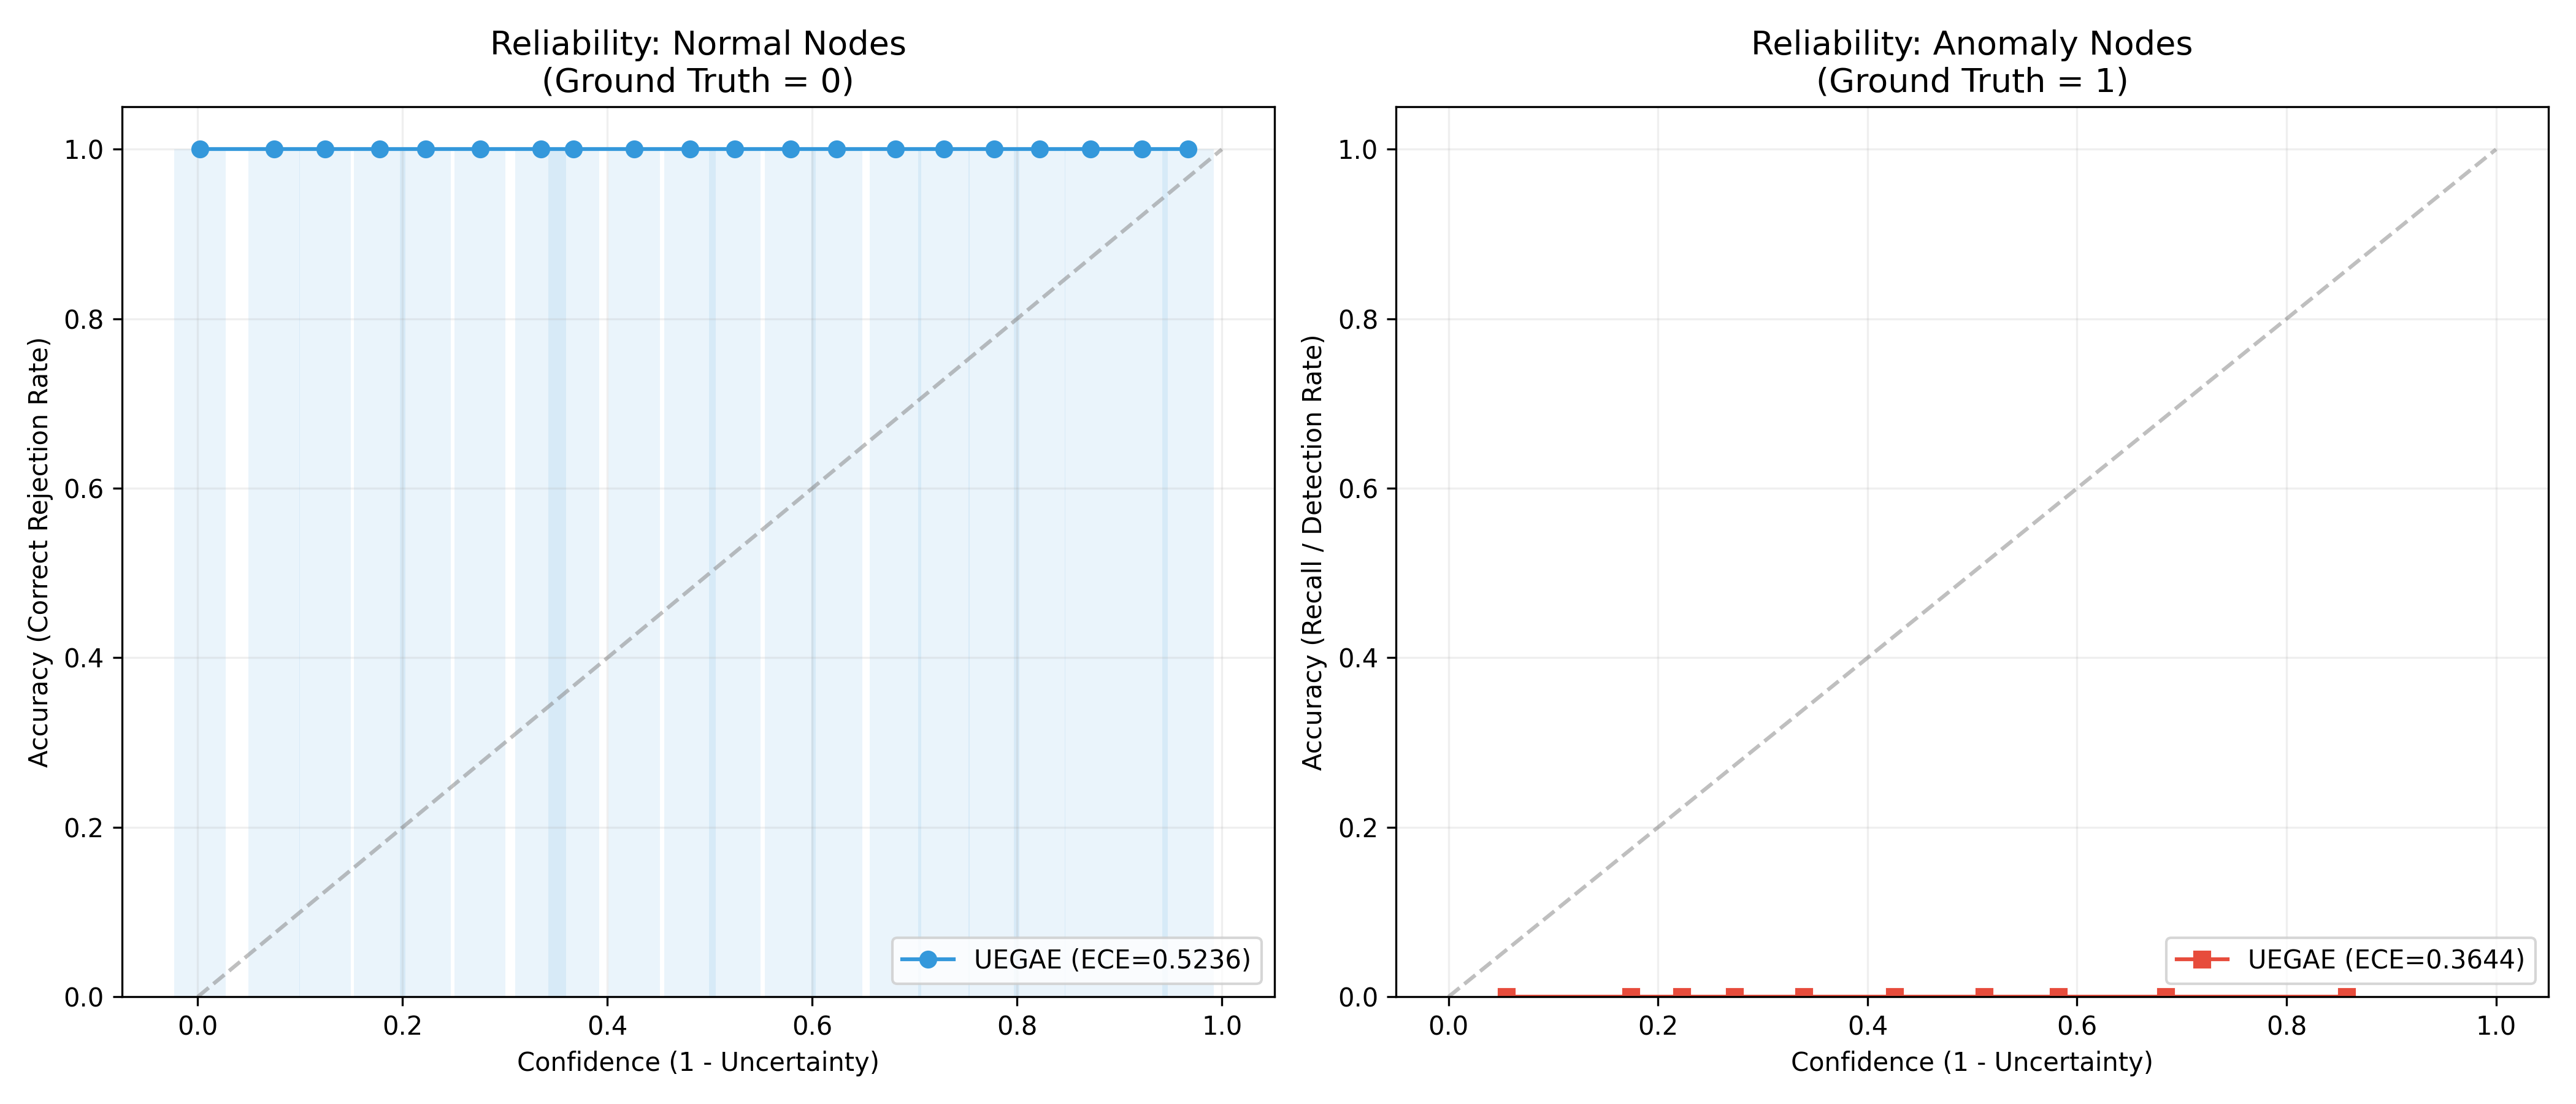 Reliability: Normal Nodes
(Ground Truth = 0)
Accuracy (Correct Rejection Rate)
1.0
0.8
0.6
0.4
0.2
0.0
0.0 0.2 0.4 0.6 0.8 1.0
Confidence (1 - Uncertainty)
UEGAE (ECE=0.5236)
Reliability: Anomaly Nodes
(Ground Truth = 1)
Accuracy (Recall / Detection Rate)
1.0
0.8
0.6
0.4
0.2
0.0
0.0 0.2 0.4 0.6 0.8 1.0
Confidence (1 - Uncertainty)
UEGAE (ECE=0.3644)